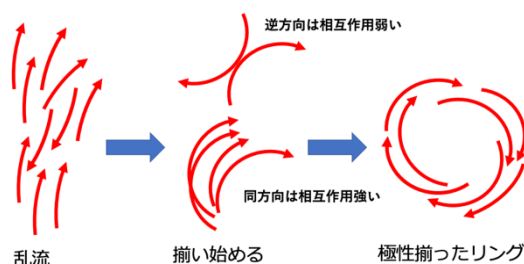 逆方向は相互作用弱い
同方向は相互作用強い
乱流
揃い始める
極性揃ったリング